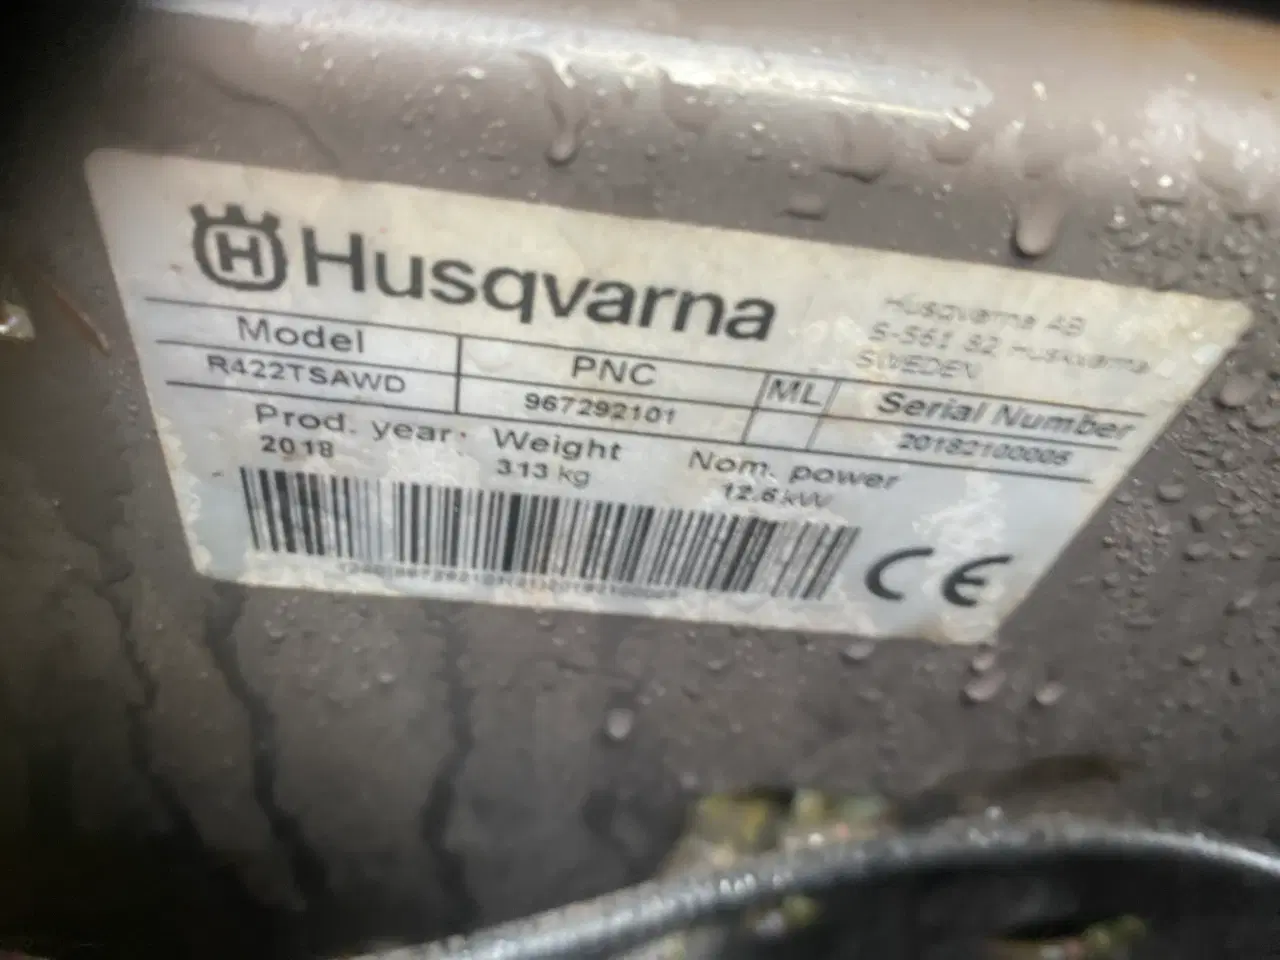 H Husqvarna
Husqvarna AB
S-561 82 Huskvarna
SWEDEN
Model PNC ML Serial Number
R422TSAWD 967292101 20182100005
Prod. year: Weight Nom. power
2018 313 kg 12.6 kW
CE